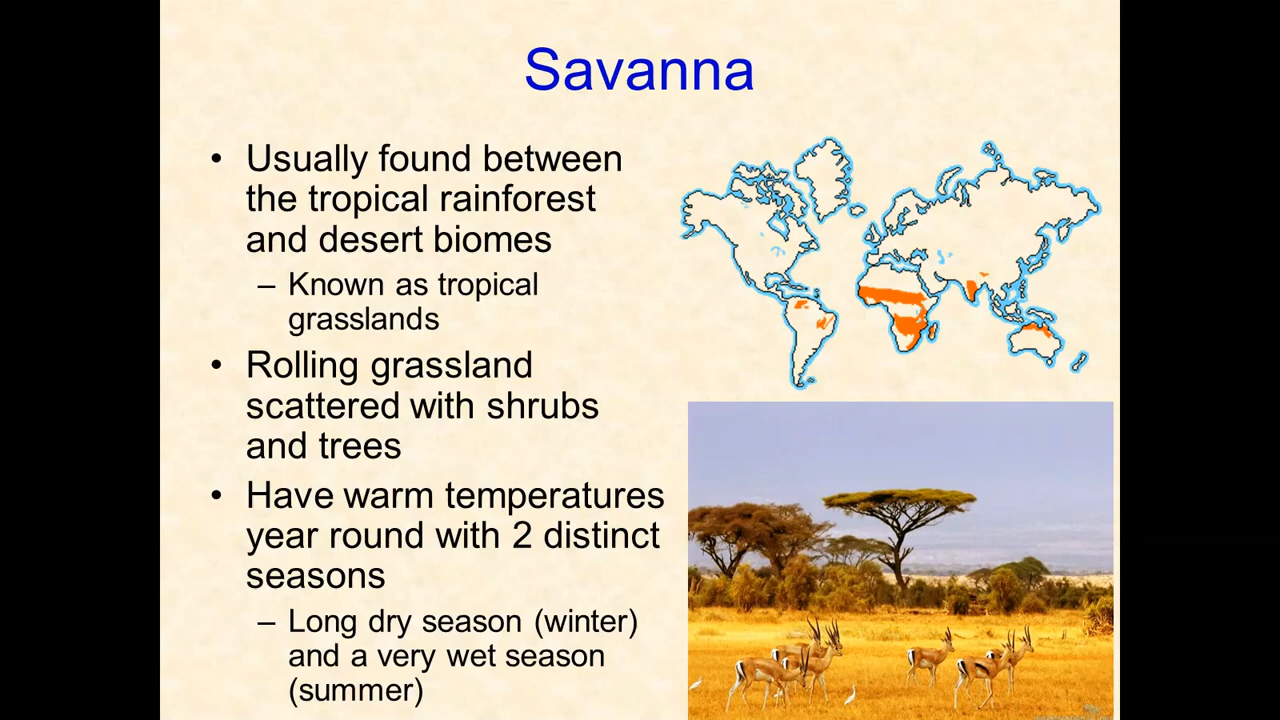 Savanna
• Usually found between
the tropical rainforest
and desert biomes
– Known as tropical
grasslands
• Rolling grassland
scattered with shrubs
and trees
• Have warm temperatures
year round with 2 distinct
seasons
– Long dry season (winter)
and a very wet season
(summer)